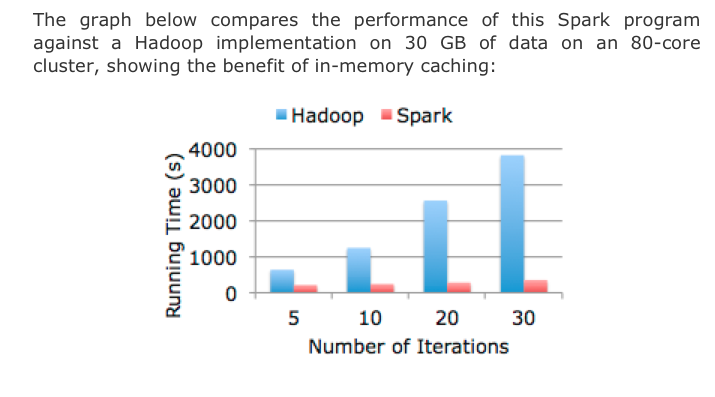 The graph below compares the performance of this Spark program
against a Hadoop implementation on 30 GB of data on an 80-core
cluster, showing the benefit of in-memory caching:
Hadoop Spark
Running Time (s)
4000
3000
2000
1000
0
5 10 20 30
Number of Iterations